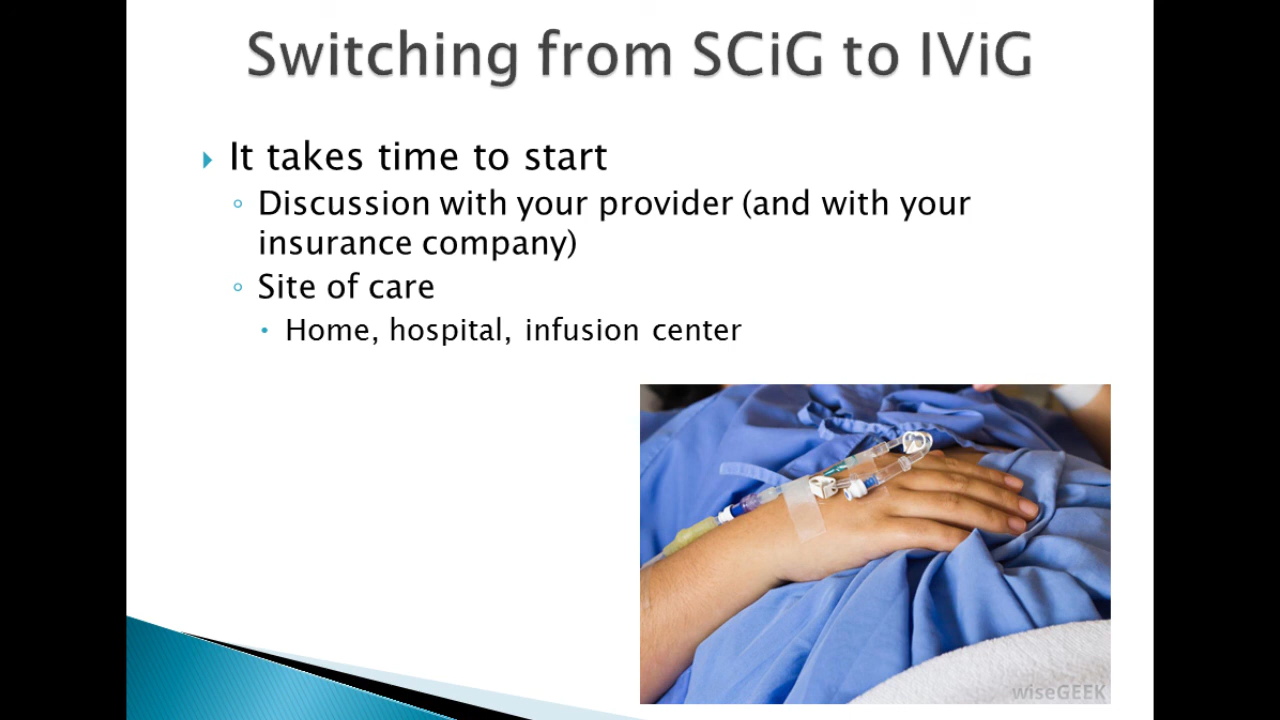 Switching from SCiG to IViG
It takes time to start
Discussion with your provider (and with your
insurance company)
Site of care
Home, hospital, infusion center
wiseGEEK